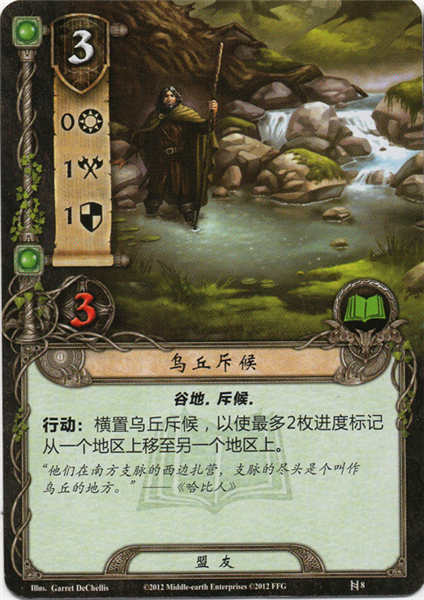 3
0
1
1
3
乌丘斥候
谷地. 斥候.
行动：横置乌丘斥候，以使最多2枚进度标记
从一个地区上移至另一个地区上。
“他们在南方支脉的西边扎营，支脉的尽头是个叫作
乌丘的地方。” 《哈比人》
盟友
Illus. Garret DeChellis ©2012 Middle-earth Enterprises ©2012 FFG 8